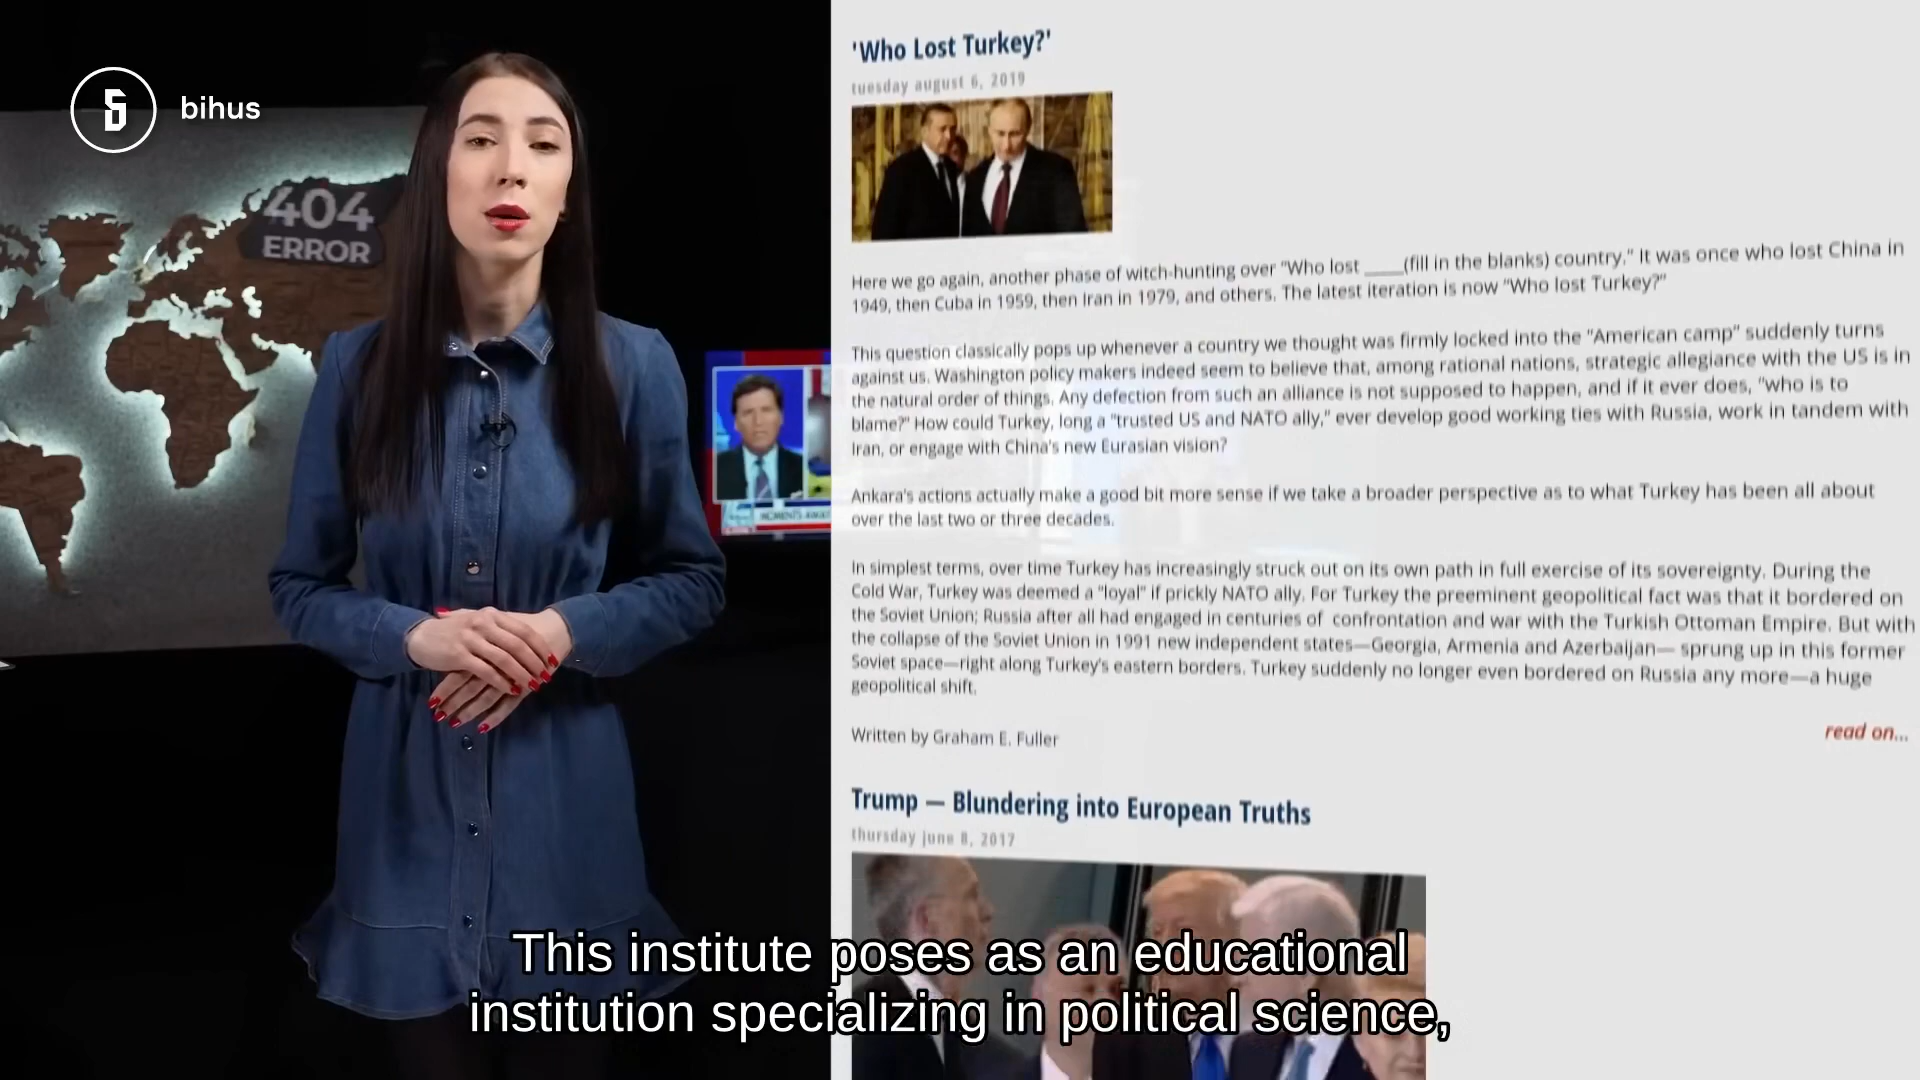 bihus
404
ERROR
'Who Lost Turkey?'
tuesday august 6, 2019
Here we go again, another phase of witch-hunting over "Who lost ____(fill in the blanks) country." It was once who lost China in
1949, then Cuba in 1959, then Iran in 1979, and others. The latest iteration is now "Who lost Turkey?"
This question classically pops up whenever a country we thought was firmly locked into the "American camp" suddenly turns
against us. Washington policy makers indeed seem to believe that, among rational nations, strategic allegiance with the US is in
the natural order of things. Any defection from such an alliance is not supposed to happen, and if it ever does, "who is to
blame?" How could Turkey, long a "trusted US and NATO ally," ever develop good working ties with Russia, work in tandem with
Iran, or engage with China's new Eurasian vision?
Ankara's actions actually make a good bit more sense if we take a broader perspective as to what Turkey has been all about
over the last two or three decades.
In simplest terms, over time Turkey has increasingly struck out on its own path in full exercise of its sovereignty. During the
Cold War, Turkey was deemed a "loyal" if prickly NATO ally. For Turkey the preeminent geopolitical fact was that it bordered on
the Soviet Union; Russia after all had engaged in centuries of confrontation and war with the Turkish Ottoman Empire. But with
the collapse of the Soviet Union in 1991 new independent states—Georgia, Armenia and Azerbaijan— sprung up in this former
Soviet space—right along Turkey's eastern borders. Turkey suddenly no longer even bordered on Russia any more—a huge
geopolitical shift.
Written by Graham E. Fuller
read on...
Trump — Blundering into European Truths
thursday june 8, 2017
This institute poses as an educational
institution specializing in political science,